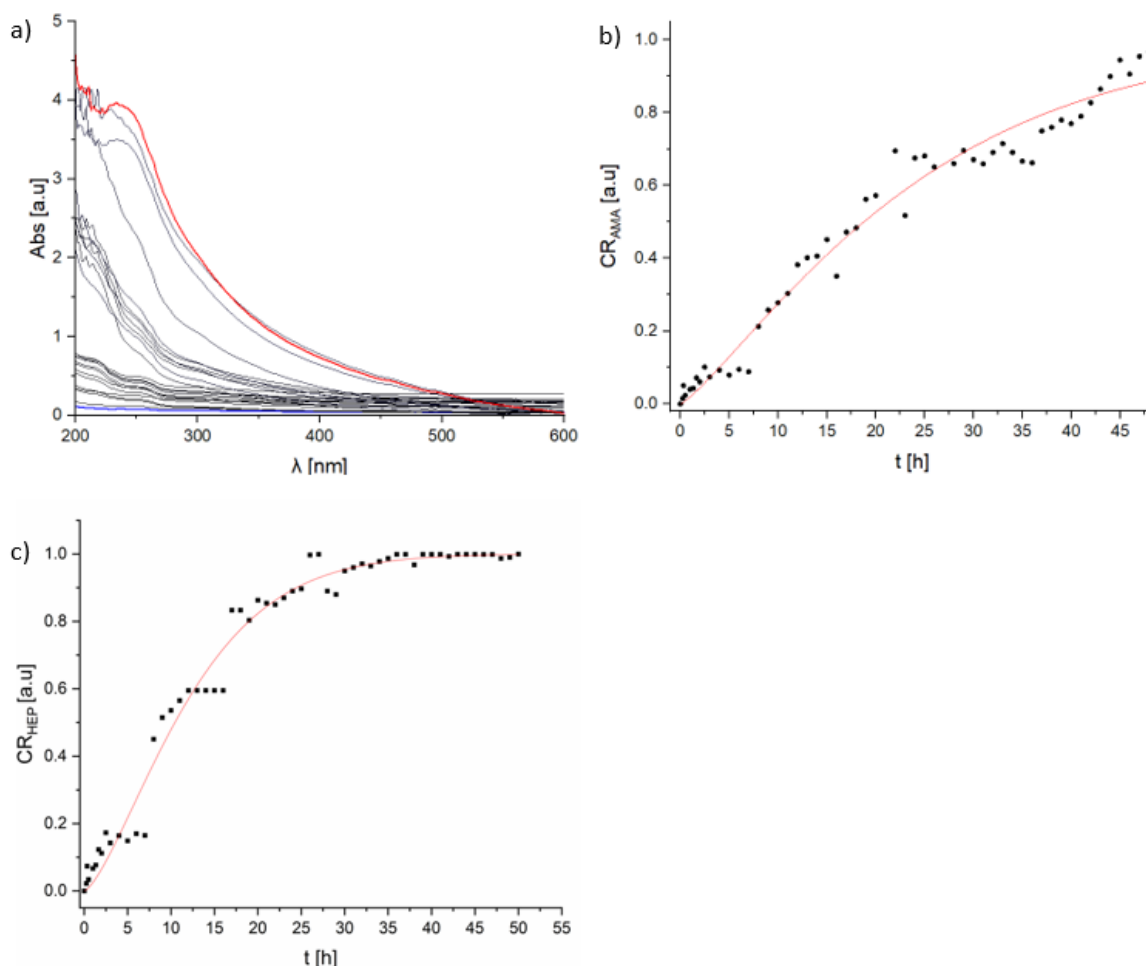 a)
Abs [a.u]
5
4
3
2
1
0
200 300 400 500 600
λ [nm]
b)
CR_AMA [a.u]
1.0
0.8
0.6
0.4
0.2
0.0
0 5 10 15 20 25 30 35 40 45
t [h]
c)
CR_HEP [a.u]
1.0
0.8
0.6
0.4
0.2
0.0
0 5 10 15 20 25 30 35 40 45 50 55
t [h]